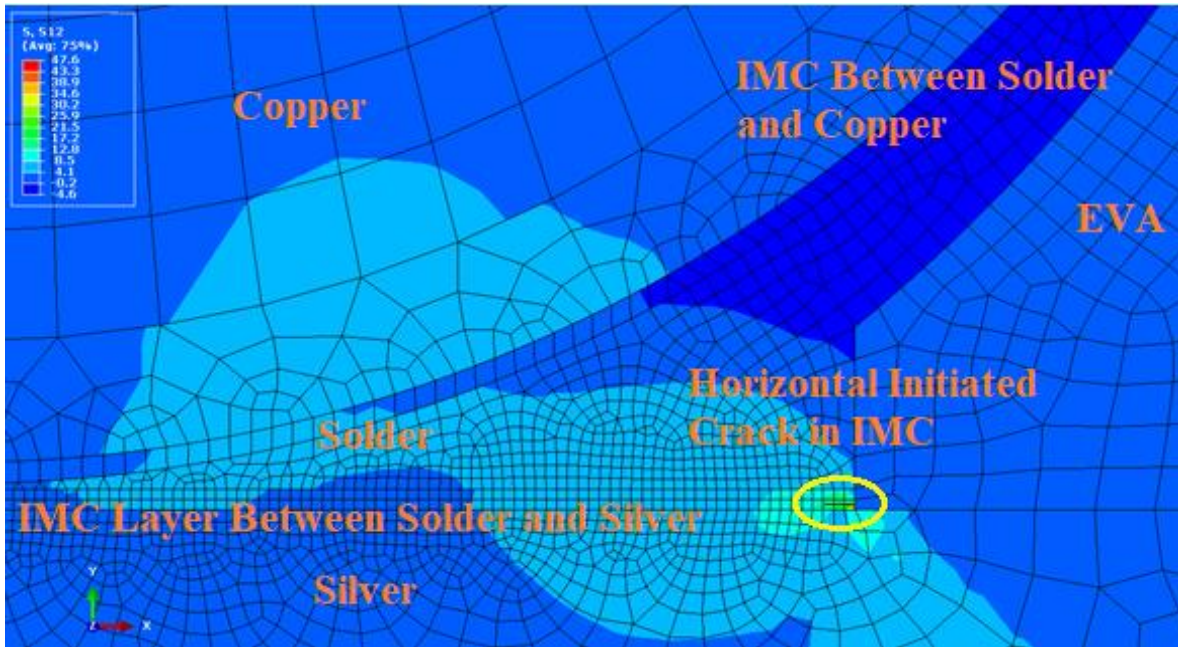 S, S12
(Avg: 75%)
47.6
43.3
38.9
34.6
30.2
25.9
21.5
17.2
12.8
8.5
4.1
-0.2
-4.6
Copper
IMC Between Solder
and Copper
EVA
Horizontal Initiated
Crack in IMC
Solder
IMC Layer Between Solder and Silver
Silver
Y
Z
X